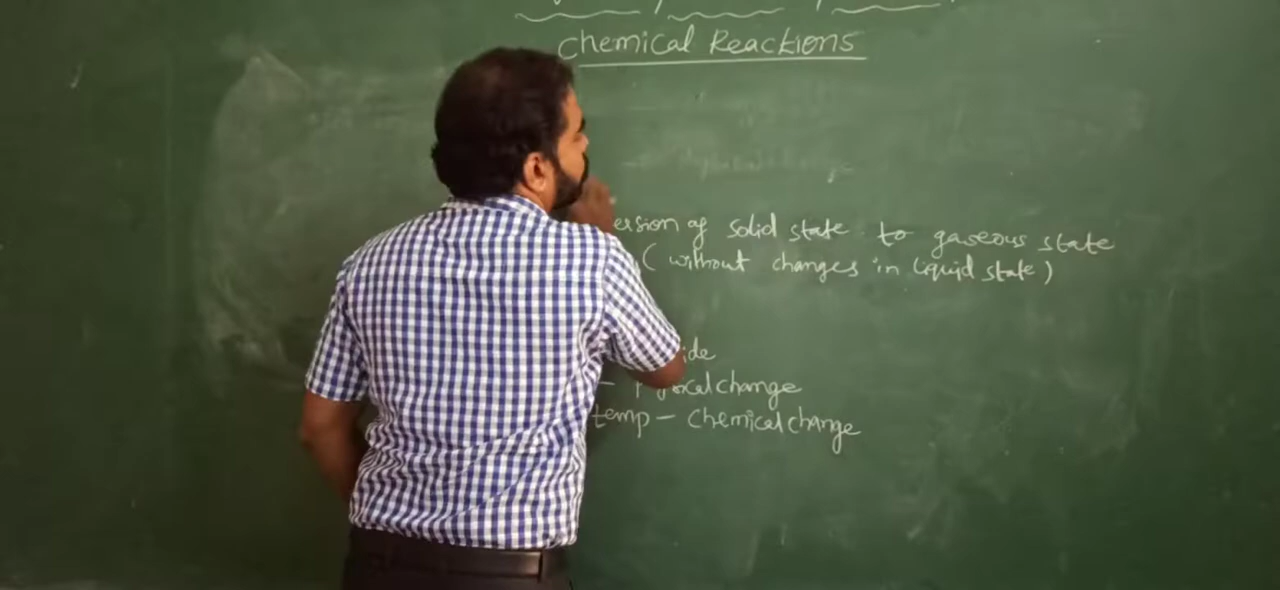 Chemical Reactions
ersion of solid state to gaseous state
( without changes in liquid state )
ide
- physical change
temp - chemical change